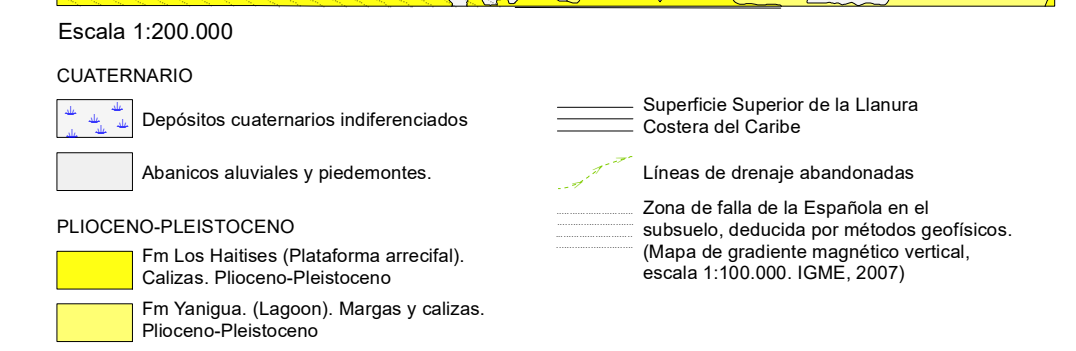 Escala 1:200.000
CUATERNARIO
Depósitos cuaternarios indiferenciados
Abanicos aluviales y piedemontes.
PLIOCENO-PLEISTOCENO
Fm Los Haitises (Plataforma arrecifal).
Calizas. Plioceno-Pleistoceno
Fm Yanigua. (Lagoon). Margas y calizas.
Plioceno-Pleistoceno
Superficie Superior de la Llanura
Costera del Caribe
Líneas de drenaje abandonadas
Zona de falla de la Española en el
subsuelo, deducida por métodos geofísicos.
(Mapa de gradiente magnético vertical,
escala 1:100.000. IGME, 2007)